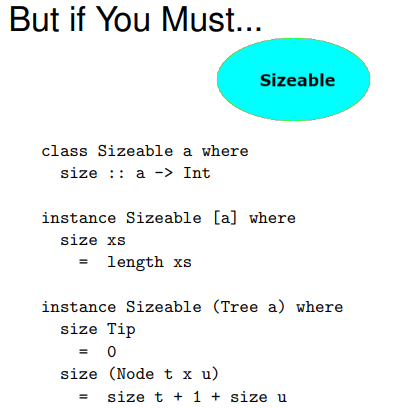 But if You Must...
Sizeable
class Sizeable a where
size :: a -> Int
instance Sizeable [a] where
size xs
= length xs
instance Sizeable (Tree a) where
size Tip
= 0
size (Node t x u)
= size t + 1 + size u